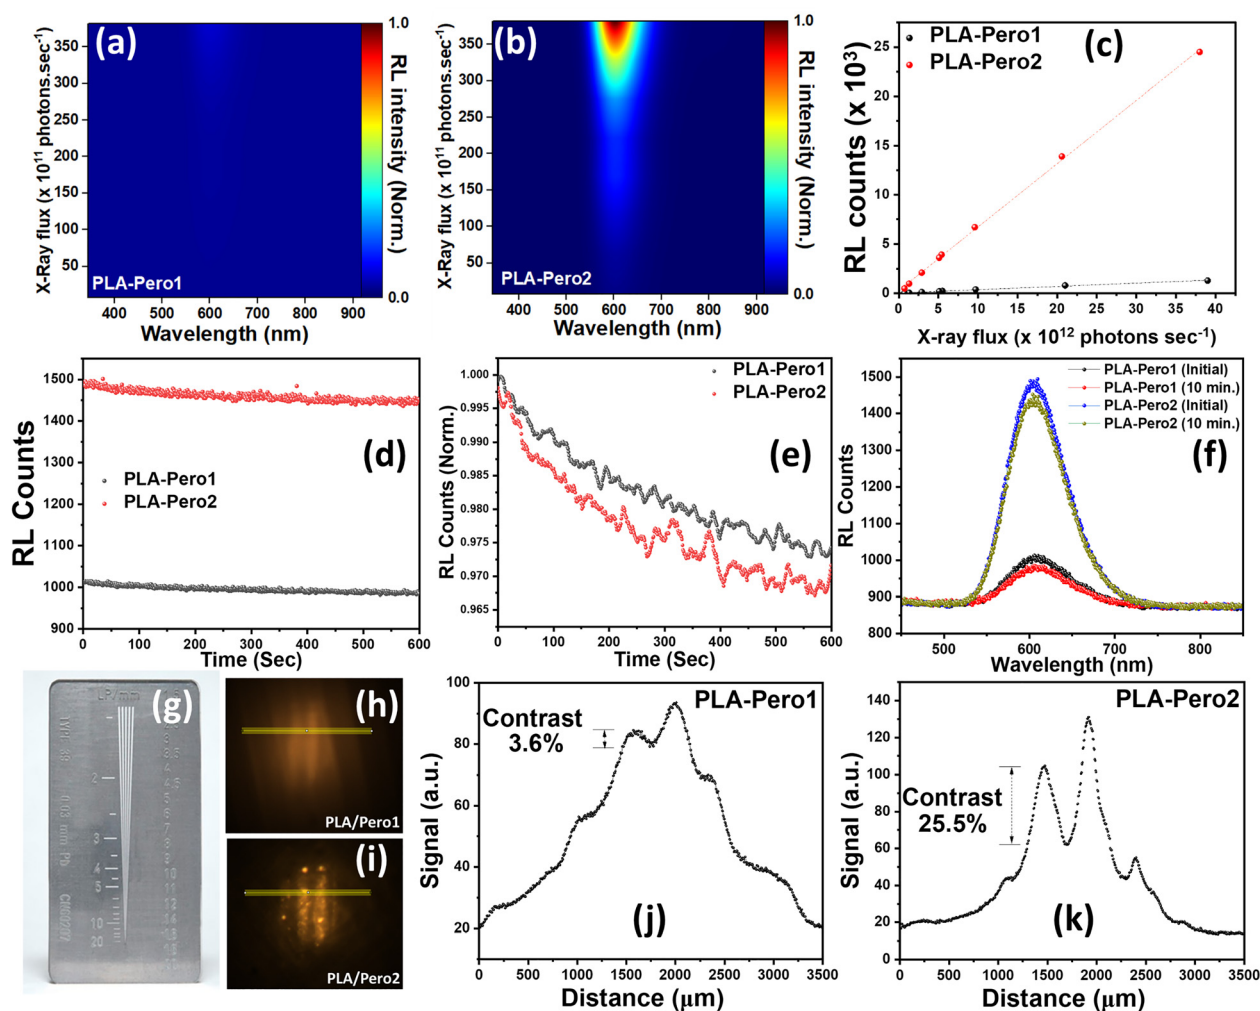 (a)
PLA-Pero1
X-Ray flux (x 10¹¹ photons.sec⁻¹)
350
300
250
200
150
100
50
400 500 600 700 800 900
Wavelength (nm)
1.0
0.0
RL intensity (Norm.)
(b)
PLA-Pero2
X-Ray flux (x 10¹¹ photons.sec⁻¹)
350
300
250
200
150
100
50
400 500 600 700 800 900
Wavelength (nm)
1.0
0.0
RL intensity (Norm.)
(c)
PLA-Pero1
PLA-Pero2
RL counts (x 10³)
25
20
15
10
5
0
0 5 10 15 20 25 30 35 40
X-ray flux (x 10¹² photons sec⁻¹)
(d)
PLA-Pero1
PLA-Pero2
RL Counts
1500
1400
1300
1200
1100
1000
900
0 100 200 300 400 500 600
Time (Sec)
(e)
PLA-Pero1
PLA-Pero2
RL Counts (Norm.)
1.000
0.995
0.990
0.985
0.980
0.975
0.970
0.965
0 100 200 300 400 500 600
Time (Sec)
(f)
PLA-Pero1 (Initial)
PLA-Pero1 (10 min.)
PLA-Pero2 (Initial)
PLA-Pero2 (10 min.)
RL Counts
1500
1400
1300
1200
1100
1000
900
800
500 600 700 800
Wavelength (nm)
(g)
LP/mm
2
3
4
5
10
20
0.03 mm Pb
(h)
PLA/Pero1
(i)
PLA/Pero2
PLA-Pero1
Contrast
3.6%
(j)
Signal (a.u.)
100
80
60
40
20
0 500 1000 1500 2000 2500 3000 3500
Distance (μm)
PLA-Pero2
Contrast
25.5%
(k)
Signal (a.u.)
140
120
100
80
60
40
20
0
0 500 1000 1500 2000 2500 3000 3500
Distance (μm)